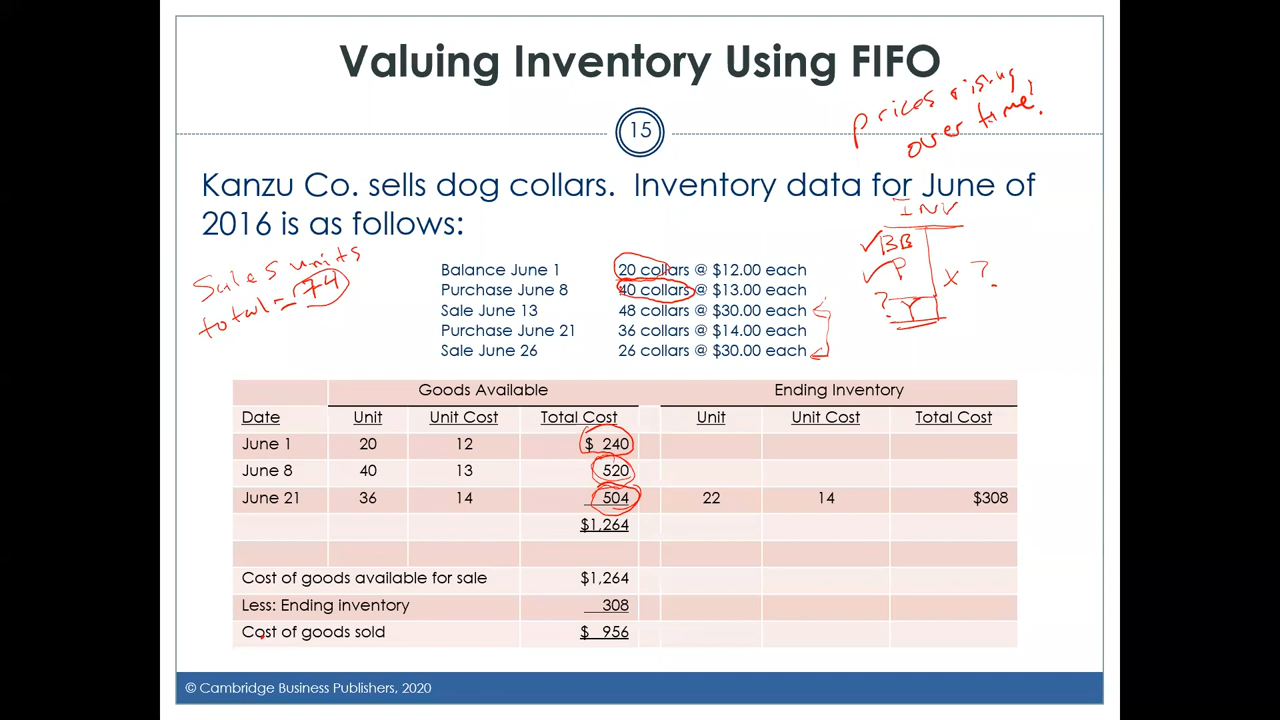 Valuing Inventory Using FIFO
prices rising
over time!
15
Kanzu Co. sells dog collars. Inventory data for June of
2016 is as follows:
INV
BB
P
X ?
? Y
Sales units
total = 74
Balance June 1 20 collars @ $12.00 each
Purchase June 8 40 collars @ $13.00 each
Sale June 13 48 collars @ $30.00 each
Purchase June 21 36 collars @ $14.00 each
Sale June 26 26 collars @ $30.00 each
Goods Available Ending Inventory
Date Unit Unit Cost Total Cost Unit Unit Cost Total Cost
June 1 20 12 $ 240
June 8 40 13 520
June 21 36 14 504 22 14 $308
$1,264
Cost of goods available for sale $1,264
Less: Ending inventory 308
Cost of goods sold $ 956
© Cambridge Business Publishers, 2020